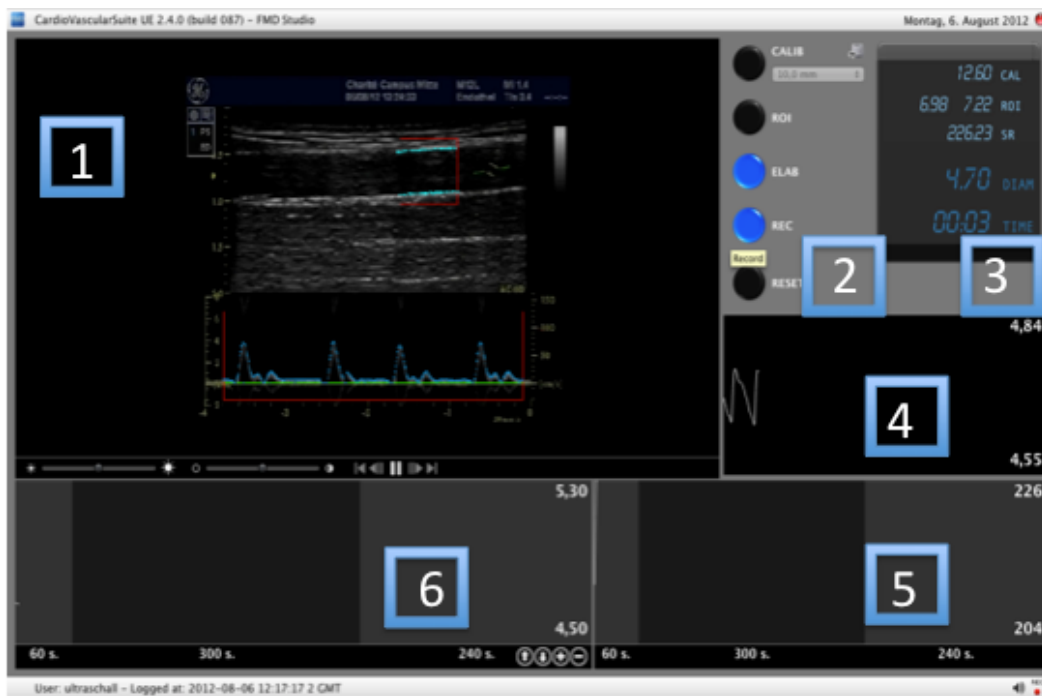 CardioVascularSuite UE 2.4.0 (build 087) – FMD Studio
Montag, 6. August 2012
Charité Campus Mitte
1
CALIB
10,0 mm
ROI
ELAB
REC
Record
RESET
12.60 CAL
6.98 7.22 ROI
226.23 SR
4.70 DIAM
00:03 TIME
2
3
4,84
4
4,55
5,30
6
4,50
60 s. 300 s. 240 s.
226
5
204
60 s. 300 s. 240 s.
User: ultraschall – Logged at: 2012-08-06 12:17:17 2 GMT